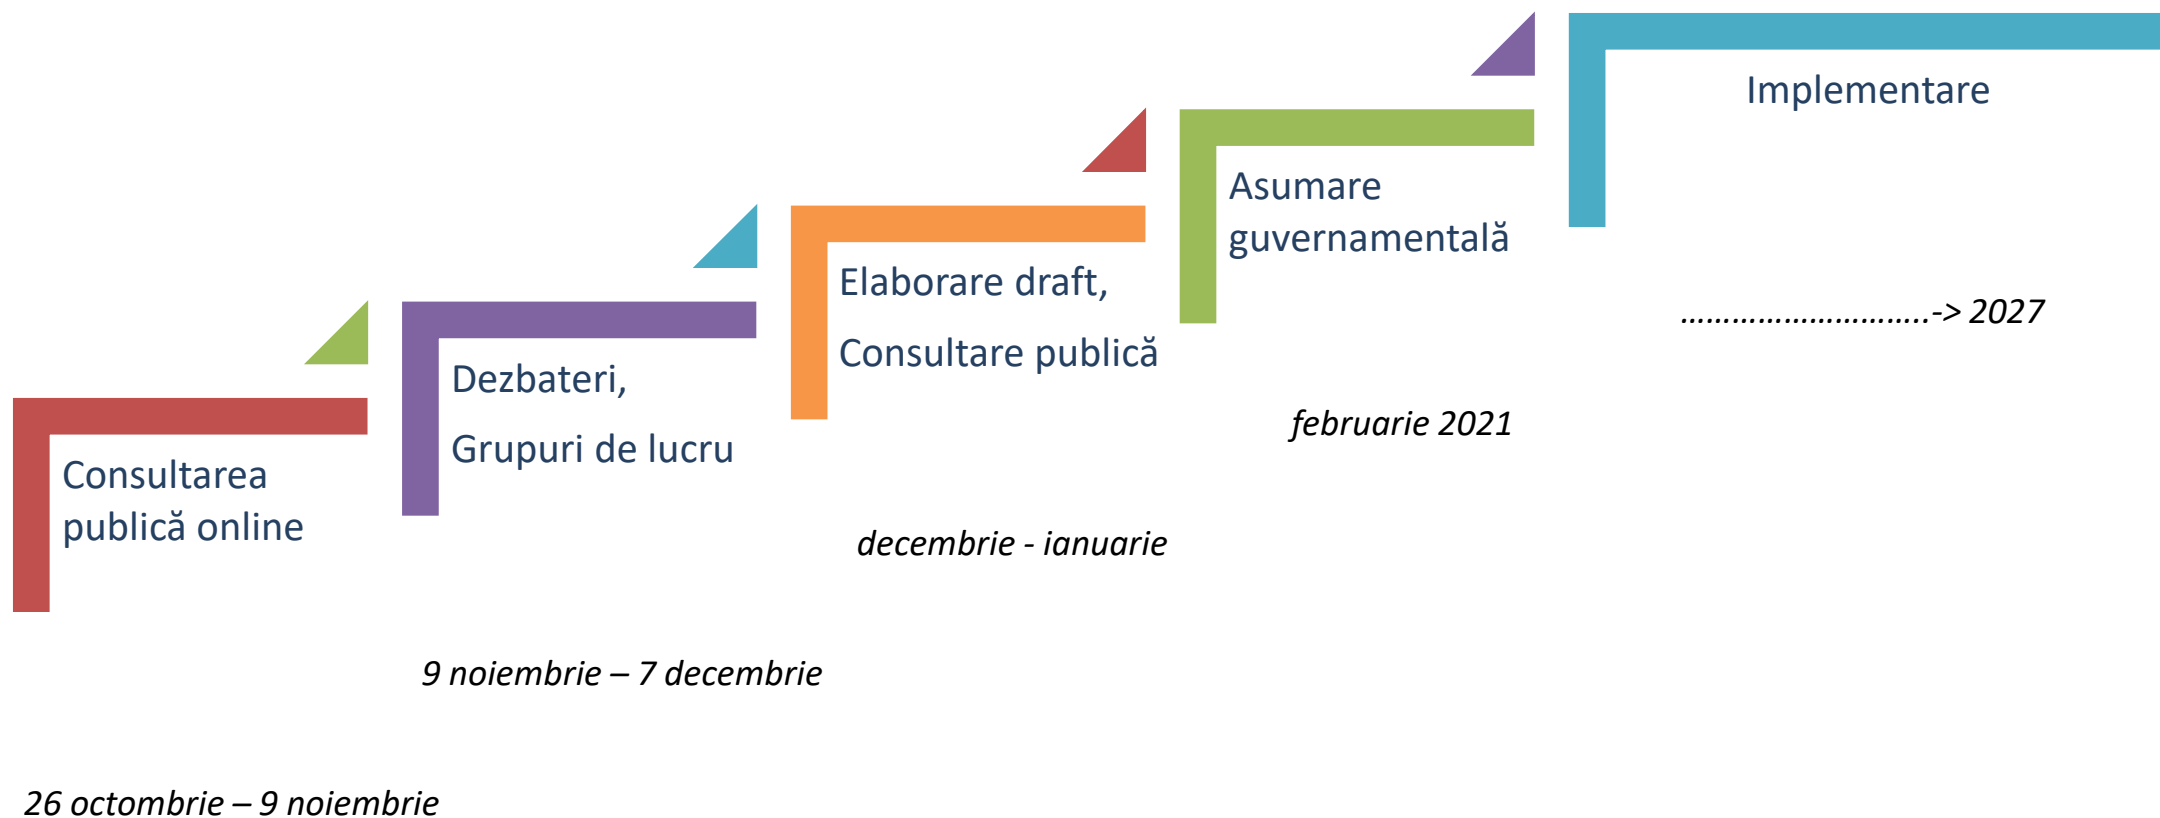 Consultarea
publică online
26 octombrie – 9 noiembrie
Dezbateri,
Grupuri de lucru
9 noiembrie – 7 decembrie
Elaborare draft,
Consultare publică
decembrie - ianuarie
Asumare
guvernamentală
februarie 2021
Implementare
………………………..-> 2027